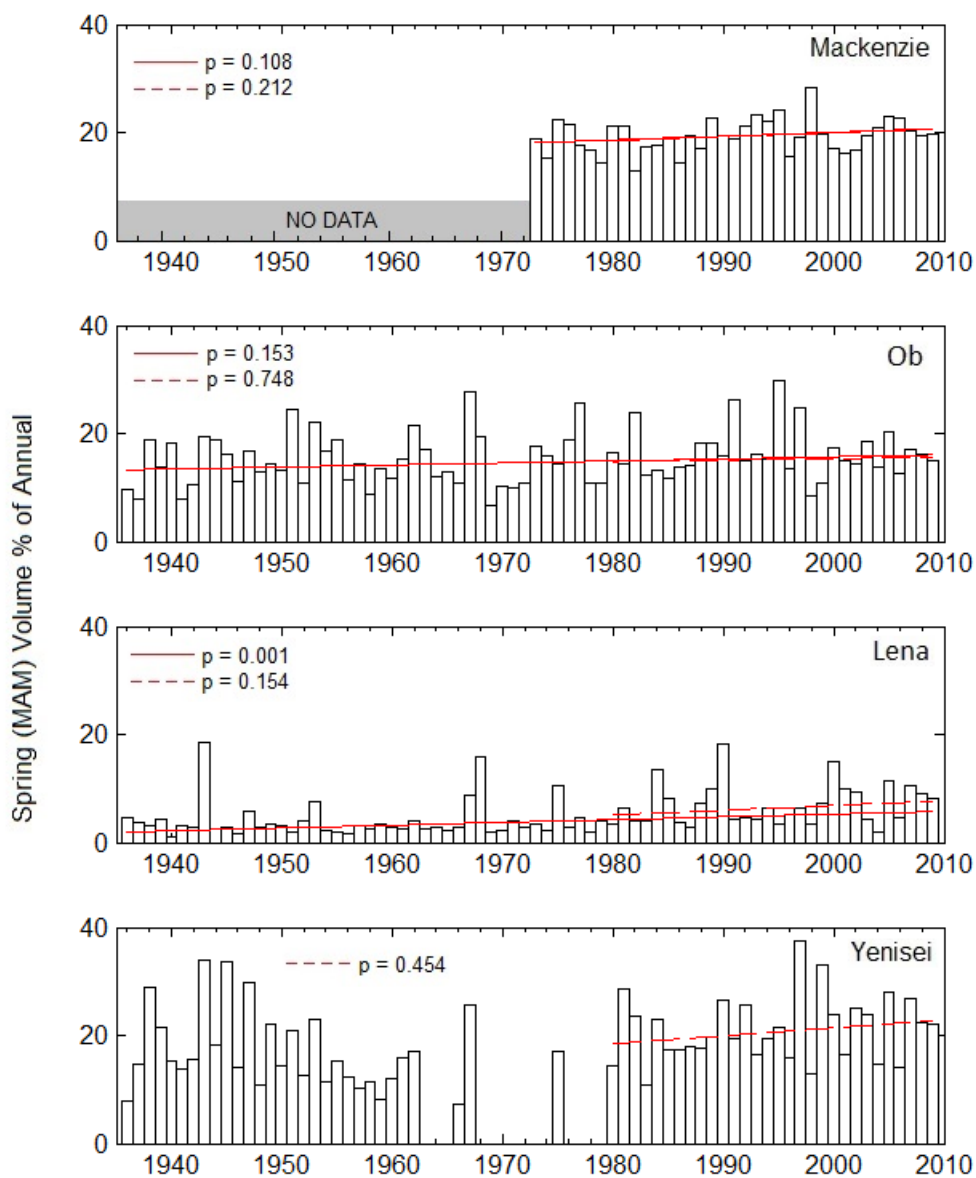 Spring (MAM) Volume % of Annual
40
Mackenzie
p = 0.108
p = 0.212
20
NO DATA
0
1940 1950 1960 1970 1980 1990 2000 2010
40
Ob
p = 0.153
p = 0.748
20
0
1940 1950 1960 1970 1980 1990 2000 2010
40
Lena
p = 0.001
p = 0.154
20
0
1940 1950 1960 1970 1980 1990 2000 2010
40
Yenisei
p = 0.454
20
0
1940 1950 1960 1970 1980 1990 2000 2010